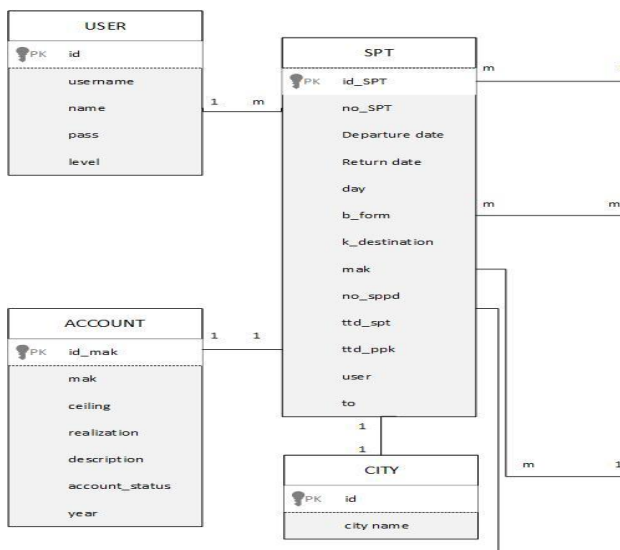 USER
PK id
username
name
pass
level
1 m
SPT
PK id_SPT
no_SPT
Departure date
Return date
day
b_form
k_destination
mak
no_sppd
ttd_spt
ttd_ppk
user
to
m
m m
m 1
ACCOUNT
PK id_mak
mak
ceiling
realization
description
account_status
year
1 1
1
1
CITY
PK id
city name